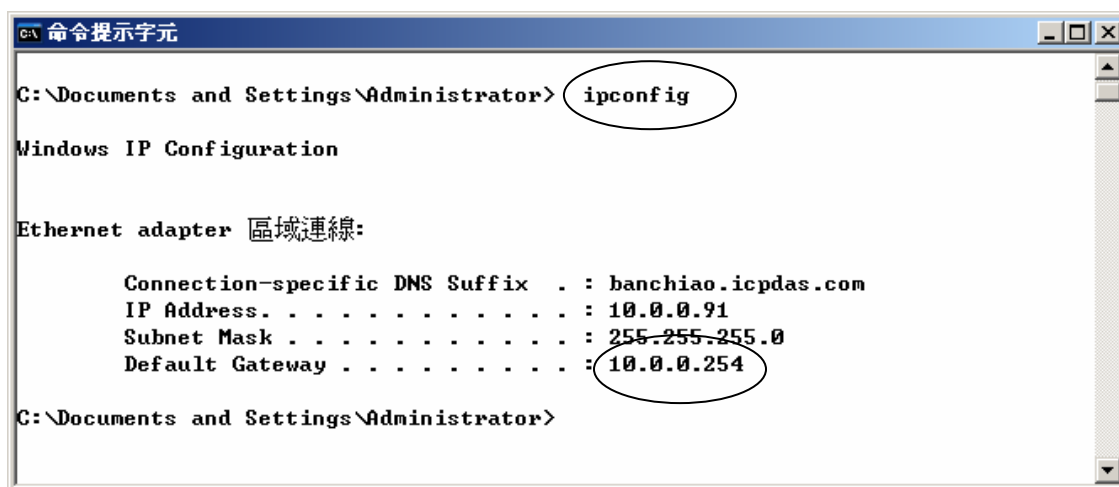 命令提示字元
C:\Documents and Settings\Administrator> ipconfig
Windows IP Configuration
Ethernet adapter 區域連線:
Connection-specific DNS Suffix  . : banchiao.icpdas.com
IP Address. . . . . . . . . . . . : 10.0.0.91
Subnet Mask . . . . . . . . . . . : 255.255.255.0
Default Gateway . . . . . . . . . : 10.0.0.254
C:\Documents and Settings\Administrator>